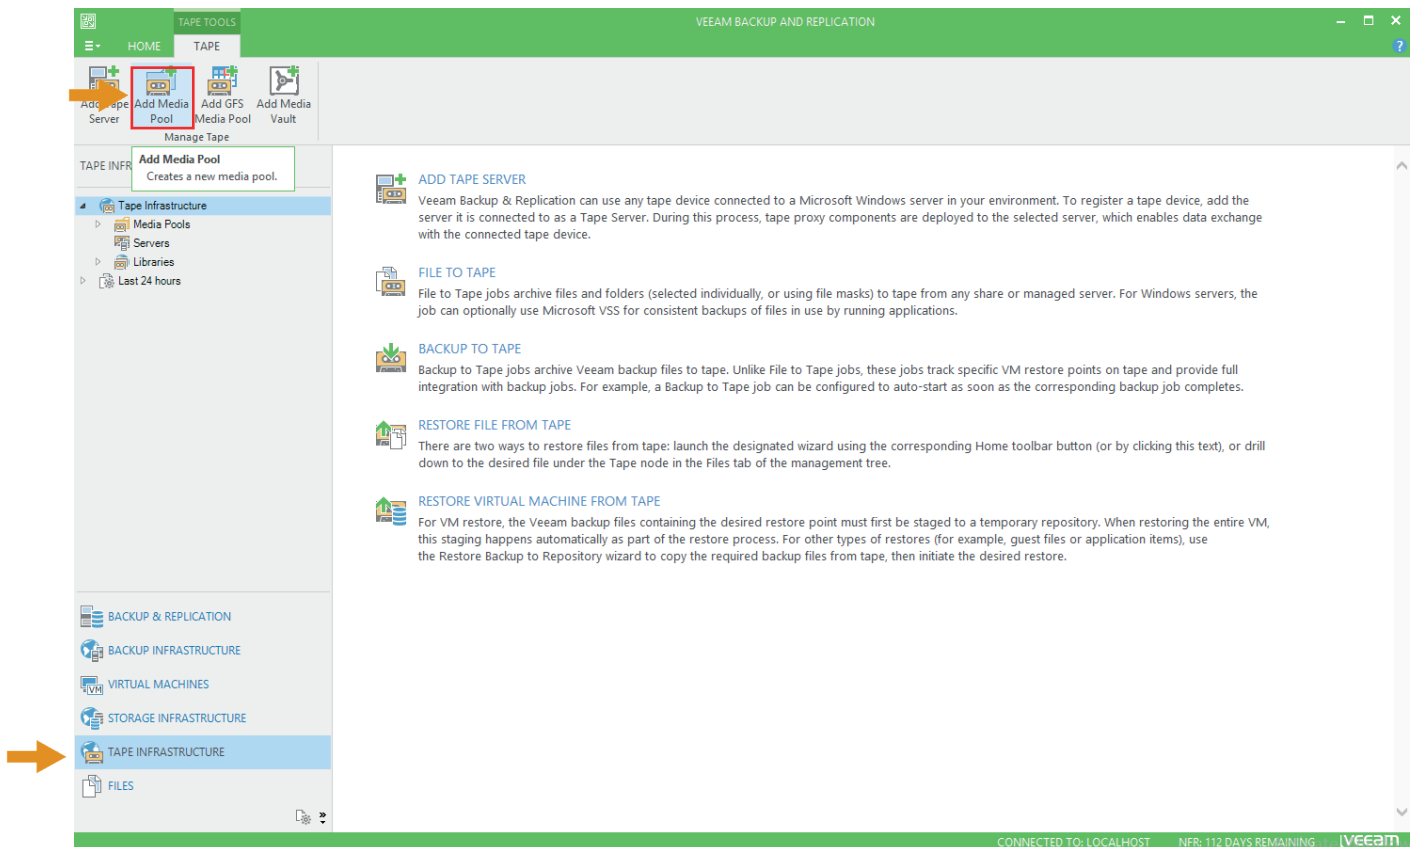 TAPE TOOLS
VEEAM BACKUP AND REPLICATION
HOME
TAPE
?
Add Tape Server
Add Media Pool
Add GFS Media Pool
Add Media Vault
Manage Tape
TAPE INFR
Add Media Pool
Creates a new media pool.
Tape Infrastructure
Media Pools
Servers
Libraries
Last 24 hours
ADD TAPE SERVER
Veeam Backup & Replication can use any tape device connected to a Microsoft Windows server in your environment. To register a tape device, add the
server it is connected to as a Tape Server. During this process, tape proxy components are deployed to the selected server, which enables data exchange
with the connected tape device.
FILE TO TAPE
File to Tape jobs archive files and folders (selected individually, or using file masks) to tape from any share or managed server. For Windows servers, the
job can optionally use Microsoft VSS for consistent backups of files in use by running applications.
BACKUP TO TAPE
Backup to Tape jobs archive Veeam backup files to tape. Unlike File to Tape jobs, these jobs track specific VM restore points on tape and provide full
integration with backup jobs. For example, a Backup to Tape job can be configured to auto-start as soon as the corresponding backup job completes.
RESTORE FILE FROM TAPE
There are two ways to restore files from tape: launch the designated wizard using the corresponding Home toolbar button (or by clicking this text), or drill
down to the desired file under the Tape node in the Files tab of the management tree.
RESTORE VIRTUAL MACHINE FROM TAPE
For VM restore, the Veeam backup files containing the desired restore point must first be staged to a temporary repository. When restoring the entire VM,
this staging happens automatically as part of the restore process. For other types of restores (for example, guest files or application items), use
the Restore Backup to Repository wizard to copy the required backup files from tape, then initiate the desired restore.
BACKUP & REPLICATION
BACKUP INFRASTRUCTURE
VM
VIRTUAL MACHINES
STORAGE INFRASTRUCTURE
TAPE INFRASTRUCTURE
FILES
CONNECTED TO: LOCALHOST
NFR: 112 DAYS REMAINING
veeam